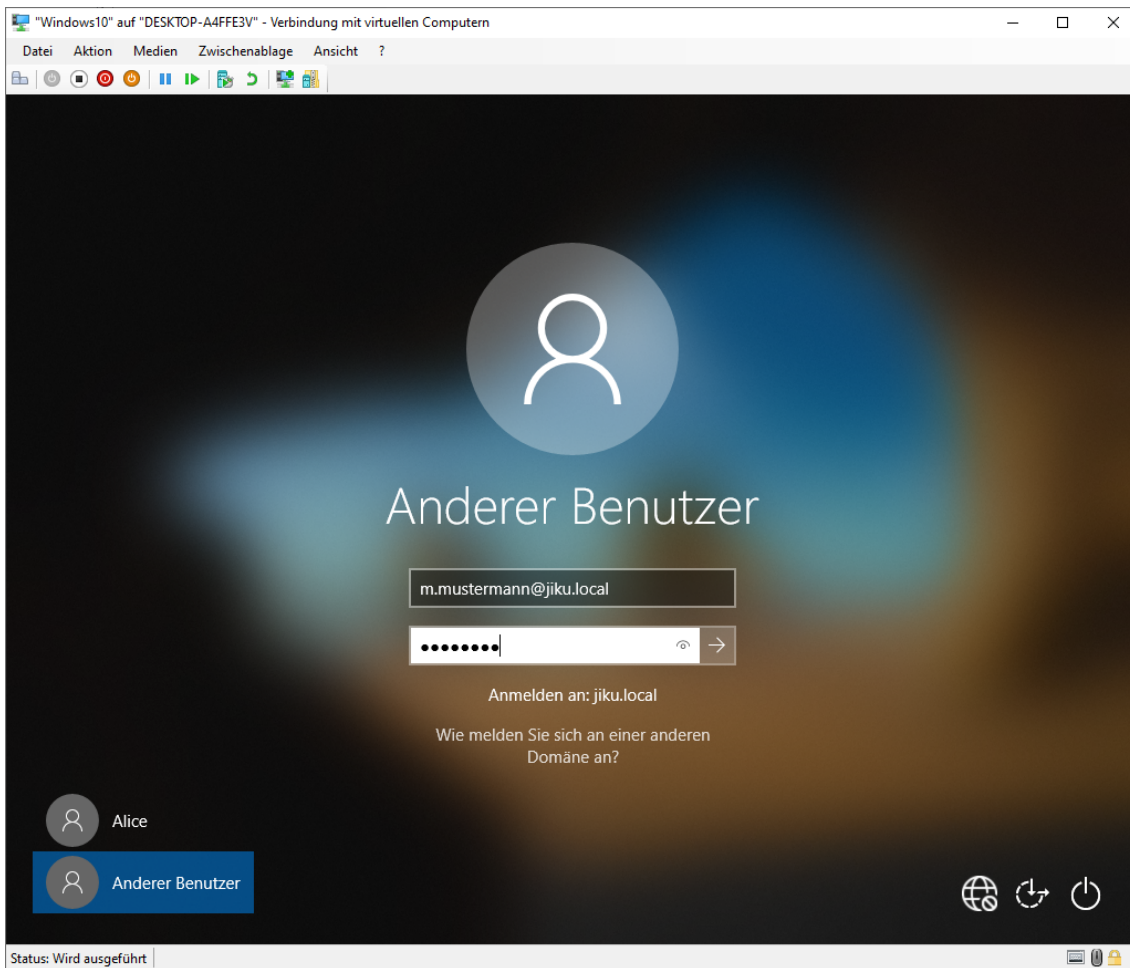 "Windows10" auf "DESKTOP-A4FFE3V" - Verbindung mit virtuellen Computern
Datei Aktion Medien Zwischenablage Ansicht ?
Anderer Benutzer
m.mustermann@jiku.local
Anmelden an: jiku.local
Wie melden Sie sich an einer anderen
Domäne an?
Alice
Anderer Benutzer
Status: Wird ausgeführt